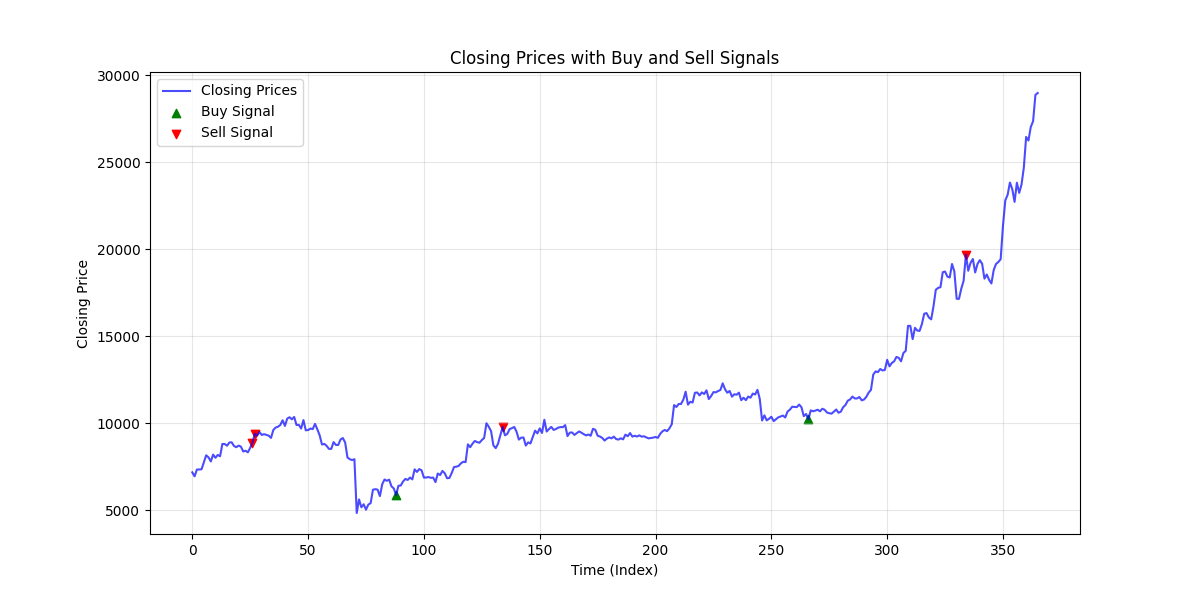 Closing Prices with Buy and Sell Signals
30000
25000
20000
15000
10000
5000
Closing Price
Closing Prices
Buy Signal
Sell Signal
0 50 100 150 200 250 300 350
Time (Index)